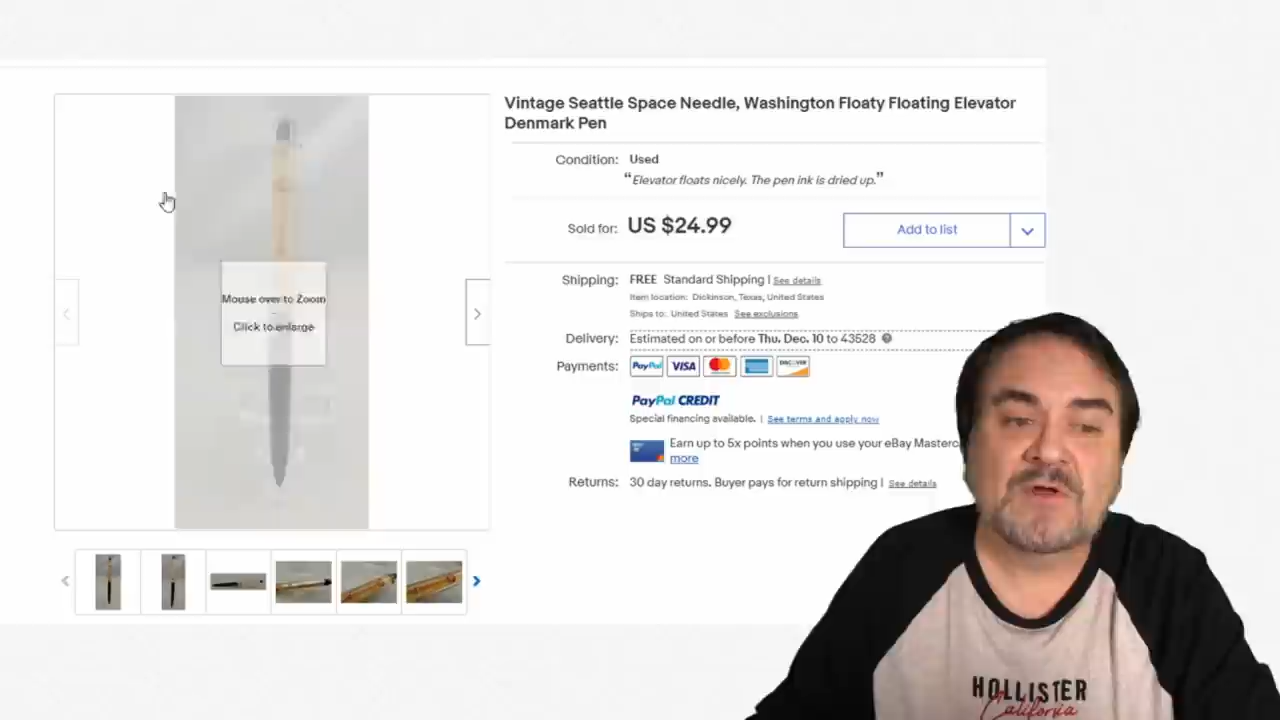 Vintage Seattle Space Needle, Washington Floaty Floating Elevator
Denmark Pen
Condition: Used
“Elevator floats nicely. The pen ink is dried up.”
Sold for: US $24.99
Add to list
Shipping: FREE Standard Shipping | See details
Item location: Dickinson, Texas, United States
Ships to: United States See exclusions
Delivery: Estimated on or before Thu. Dec. 10 to 43528
Payments: PayPal VISA MasterCard DISCOVER
PayPal CREDIT
Special financing available. | See terms and apply now
Earn up to 5x points when you use your eBay Masterc
more
Returns: 30 day returns. Buyer pays for return shipping | See details
Mouse over to Zoom
Click to enlarge
HOLLISTER
California